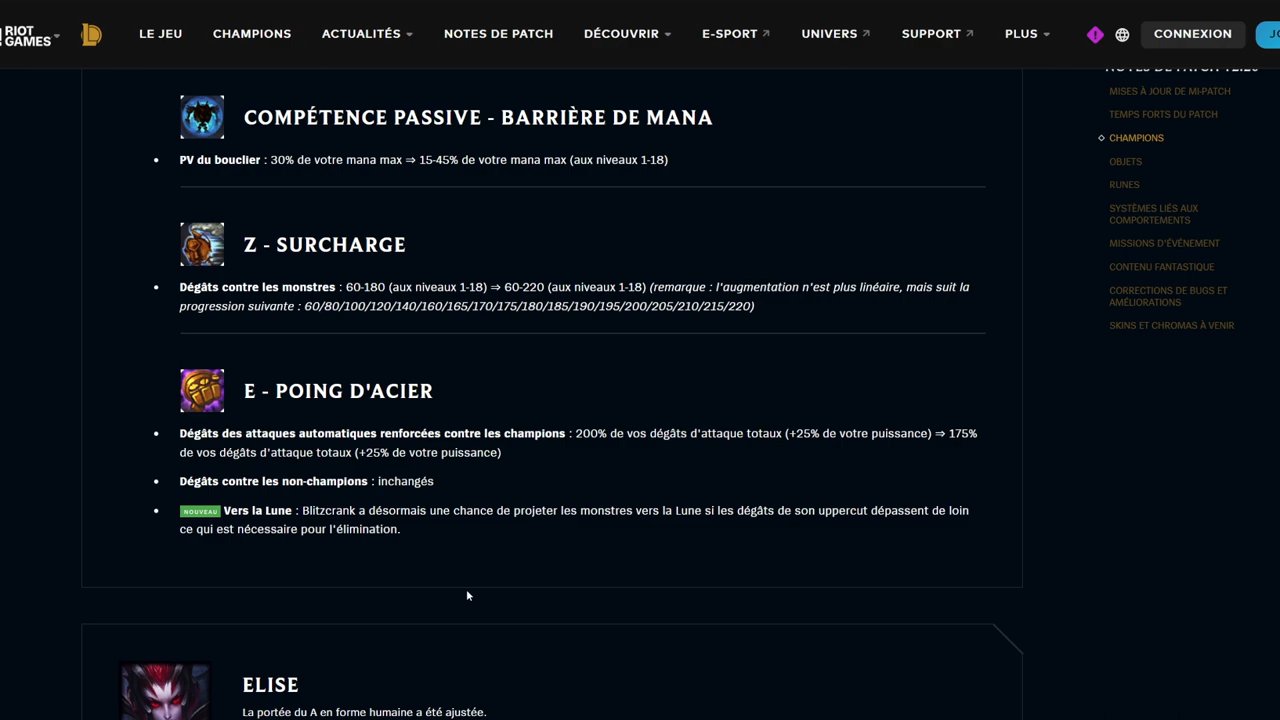 RIOT
GAMES
LE JEU
CHAMPIONS
ACTUALITÉS
NOTES DE PATCH
DÉCOUVRIR
E-SPORT
UNIVERS
SUPPORT
PLUS
CONNEXION
COMPÉTENCE PASSIVE - BARRIÈRE DE MANA
PV du bouclier : 30% de votre mana max ⇒ 15-45% de votre mana max (aux niveaux 1-18)
Z - SURCHARGE
Dégâts contre les monstres : 60-180 (aux niveaux 1-18) ⇒ 60-220 (aux niveaux 1-18) (remarque : l'augmentation n'est plus linéaire, mais suit la
progression suivante : 60/80/100/120/140/160/165/170/175/180/185/190/195/200/205/210/215/220)
E - POING D'ACIER
Dégâts des attaques automatiques renforcées contre les champions : 200% de vos dégâts d'attaque totaux (+25% de votre puissance) ⇒ 175%
de vos dégâts d'attaque totaux (+25% de votre puissance)
Dégâts contre les non-champions : inchangés
NOUVEAU Vers la Lune : Blitzcrank a désormais une chance de projeter les monstres vers la Lune si les dégâts de son uppercut dépassent de loin
ce qui est nécessaire pour l'élimination.
ELISE
La portée du A en forme humaine a été ajustée.
MISES À JOUR DE MI-PATCH
TEMPS FORTS DU PATCH
CHAMPIONS
OBJETS
RUNES
SYSTÈMES LIÉS AUX
COMPORTEMENTS
MISSIONS D'ÉVÉNEMENT
CONTENU FANTASTIQUE
CORRECTIONS DE BUGS ET
AMÉLIORATIONS
SKINS ET CHROMAS À VENIR